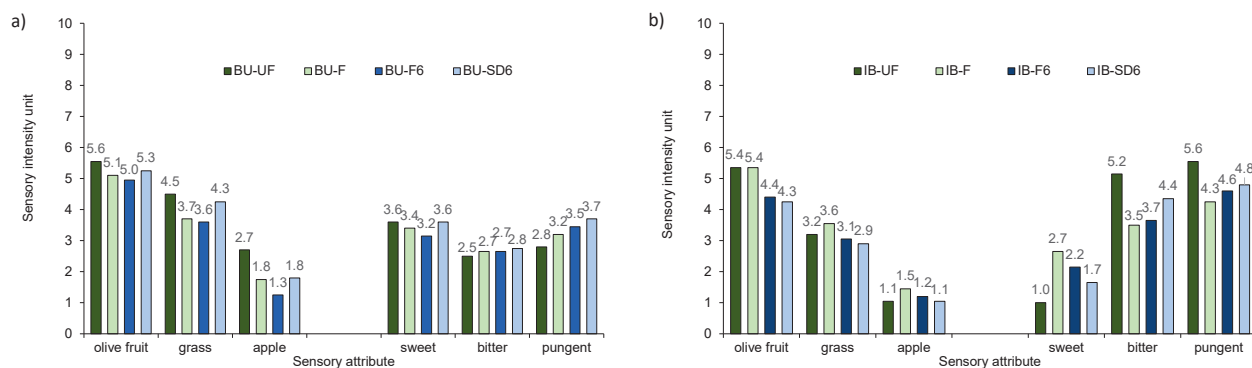 a)
10
9
8
7
6
5
4
3
2
1
0
Sensory intensity unit
BU-UF BU-F BU-F6 BU-SD6
5.6 5.1 5.0 5.3
4.5 3.7 3.6 4.3
2.7 1.8 1.3 1.8
3.6 3.4 3.2 3.6
2.5 2.7 2.7 2.8
2.8 3.2 3.5 3.7
olive fruit grass apple sweet bitter pungent
Sensory attribute
b)
10
9
8
7
6
5
4
3
2
1
0
Sensory intensity unit
IB-UF IB-F IB-F6 IB-SD6
5.4 5.4 4.4 4.3
3.2 3.6 3.1 2.9
1.1 1.5 1.2 1.1
1.0 2.7 2.2 1.7
5.2 3.5 3.7 4.4
5.6 4.3 4.6 4.8
olive fruit grass apple sweet bitter pungent
Sensory attribute